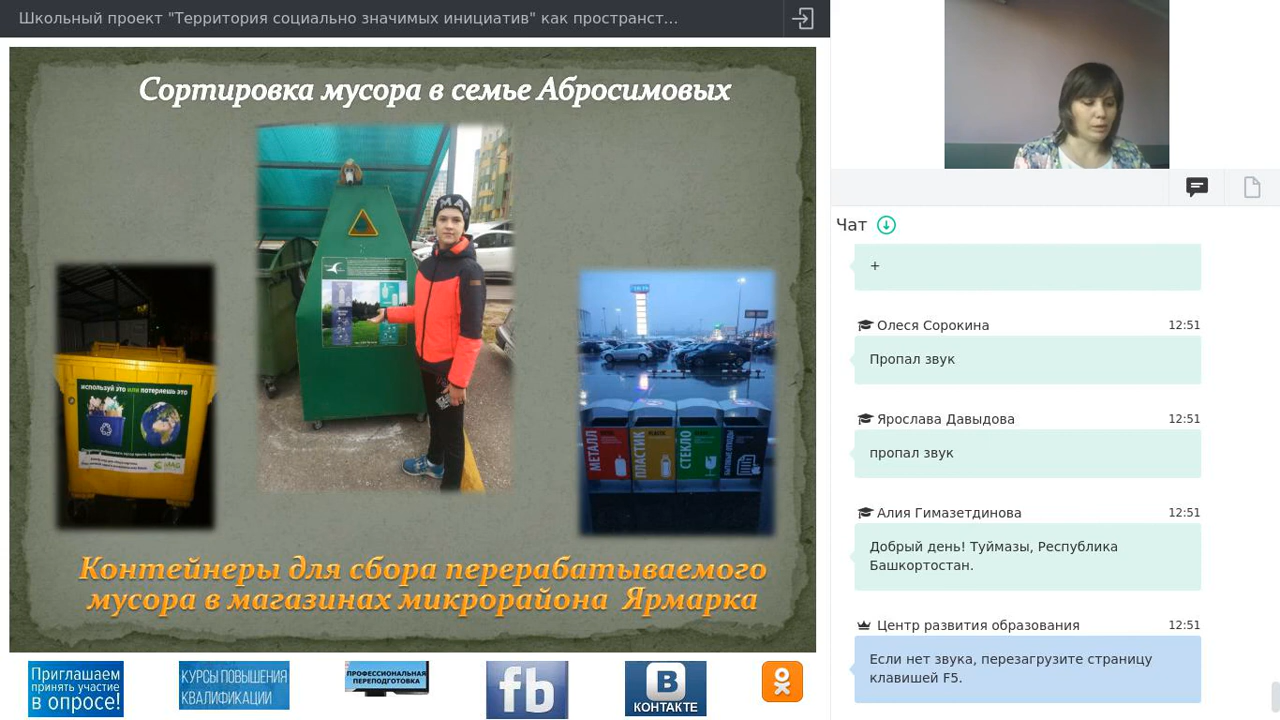 Школьный проект "Территория социально значимых инициатив" как пространст...
Сортировка мусора в семье Абросимовых
используй это или потеряешь это
МЕТАЛЛ
ПЛАСТИК
СТЕКЛО
БЫТОВЫЕ ОТХОДЫ
Контейнеры для сбора перерабатываемого
мусора в магазинах микрорайона Ярмарка
Приглашаем
принять участие
в опросе!
КУРСЫ ПОВЫШЕНИЯ
КВАЛИФИКАЦИИ
ПРОФЕССИОНАЛЬНАЯ
ПЕРЕПОДГОТОВКА
fb
В
КОНТАКТЕ
Чат
+
Олеся Сорокина 12:51
Пропал звук
Ярослава Давыдова 12:51
пропал звук
Алия Гимазетдинова 12:51
Добрый день! Туймазы, Республика
Башкортостан.
Центр развития образования 12:51
Если нет звука, перезагрузите страницу
клавишей F5.